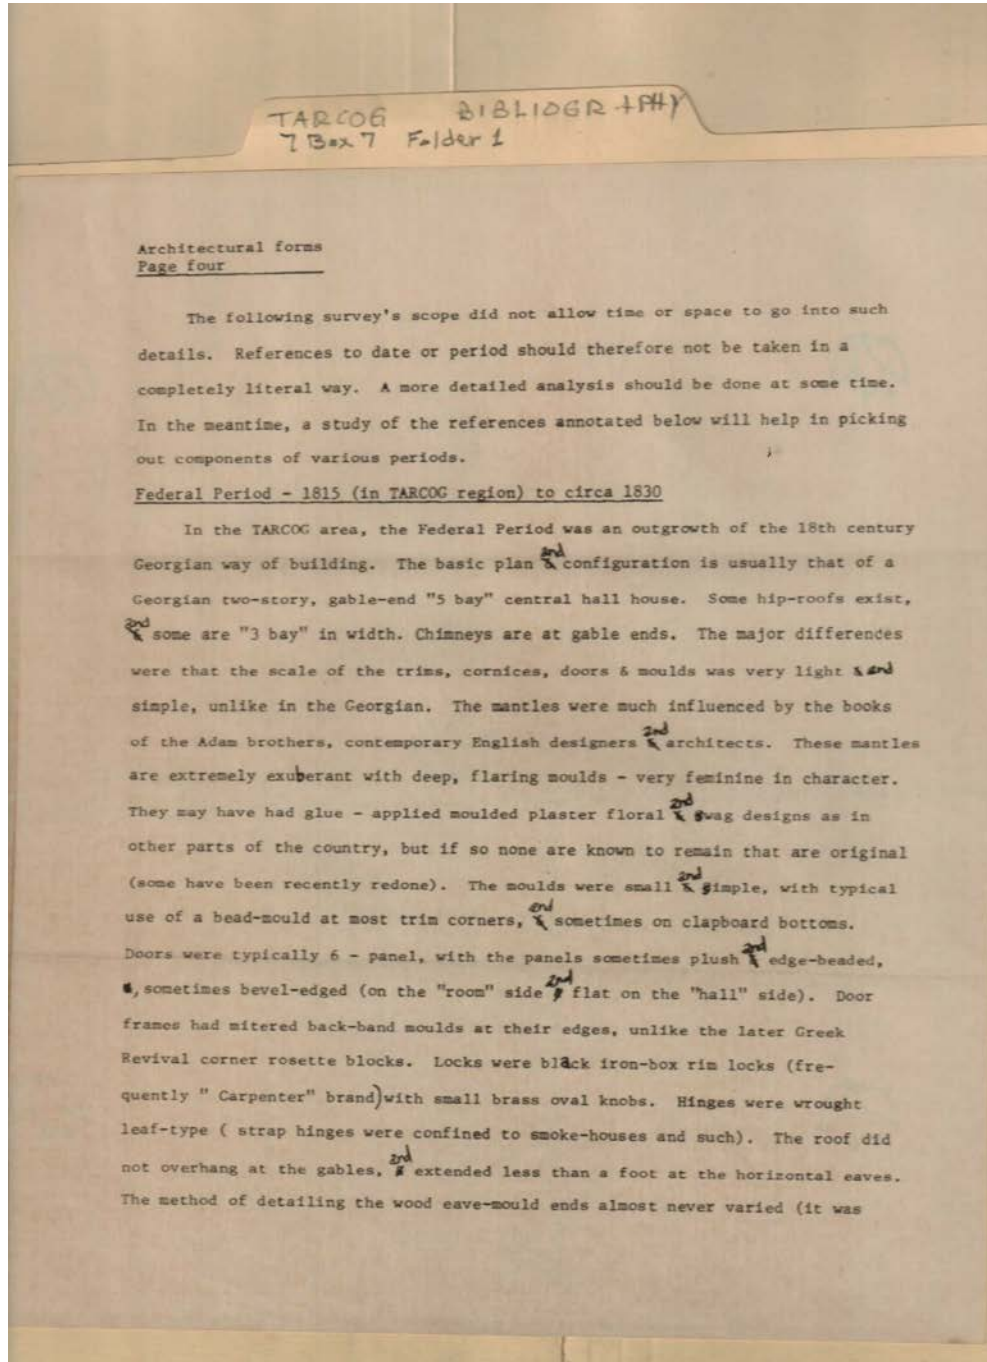 TARCOG BIBLIOGRAPHY
7 Box 7 Folder 1
Architectural forms
Page four
The following survey's scope did not allow time or space to go into such
details. References to date or period should therefore not be taken in a
completely literal way. A more detailed analysis should be done at some time.
In the meantime, a study of the references annotated below will help in picking
out components of various periods.
Federal Period - 1815 (in TARCOG region) to circa 1830
In the TARCOG area, the Federal Period was an outgrowth of the 18th century
Georgian way of building. The basic plan and configuration is usually that of a
Georgian two-story, gable-end "5 bay" central hall house. Some hip-roofs exist,
and some are "3 bay" in width. Chimneys are at gable ends. The major differences
were that the scale of the trims, cornices, doors & moulds was very light and
simple, unlike in the Georgian. The mantles were much influenced by the books
of the Adam brothers, contemporary English designers and architects. These mantles
are extremely exuberant with deep, flaring moulds - very feminine in character.
They may have had glue - applied moulded plaster floral and swag designs as in
other parts of the country, but if so none are known to remain that are original
(some have been recently redone). The moulds were small and simple, with typical
use of a bead-mould at most trim corners, and sometimes on clapboard bottoms.
Doors were typically 6 - panel, with the panels sometimes plush and edge-beaded,
, sometimes bevel-edged (on the "room" side and flat on the "hall" side). Door
frames had mitered back-band moulds at their edges, unlike the later Greek
Revival corner rosette blocks. Locks were black iron-box rim locks (fre-
quently " Carpenter" brand) with small brass oval knobs. Hinges were wrought
leaf-type ( strap hinges were confined to smoke-houses and such). The roof did
not overhang at the gables, and extended less than a foot at the horizontal eaves.
The method of detailing the wood eave-mould ends almost never varied (it was